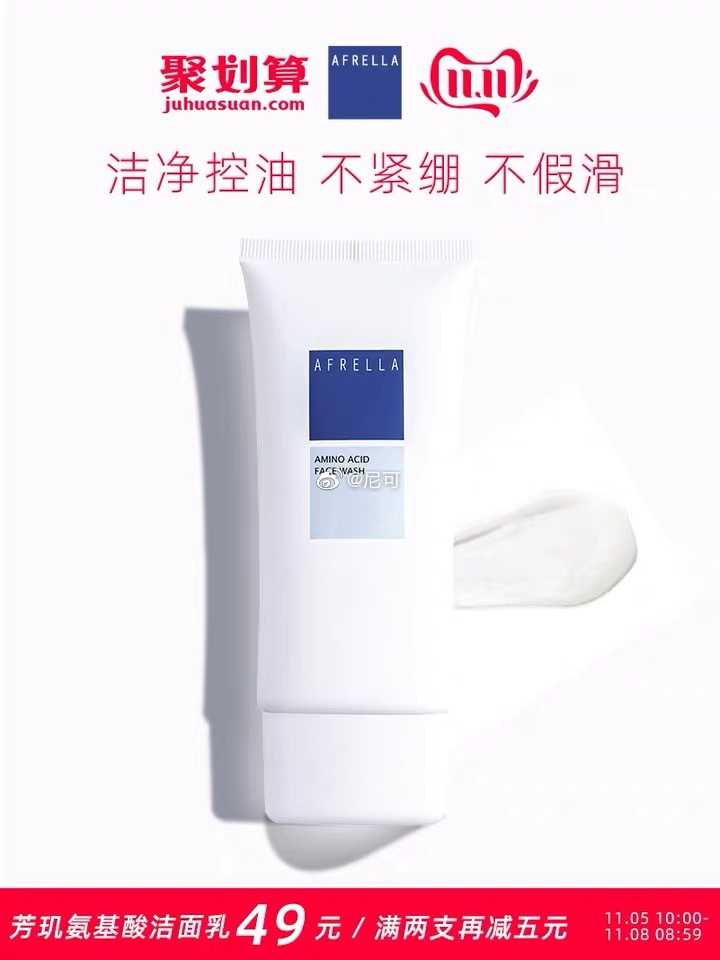 聚划算
juhuasuan.com
AFRELLA
11.11
洁净控油 不紧绷 不假滑
AFRELLA
AMINO ACID
FACE WASH
@尼可
芳玑氨基酸洁面乳49元/满两支再减五元
11.05 10:00-
11.08 08:59